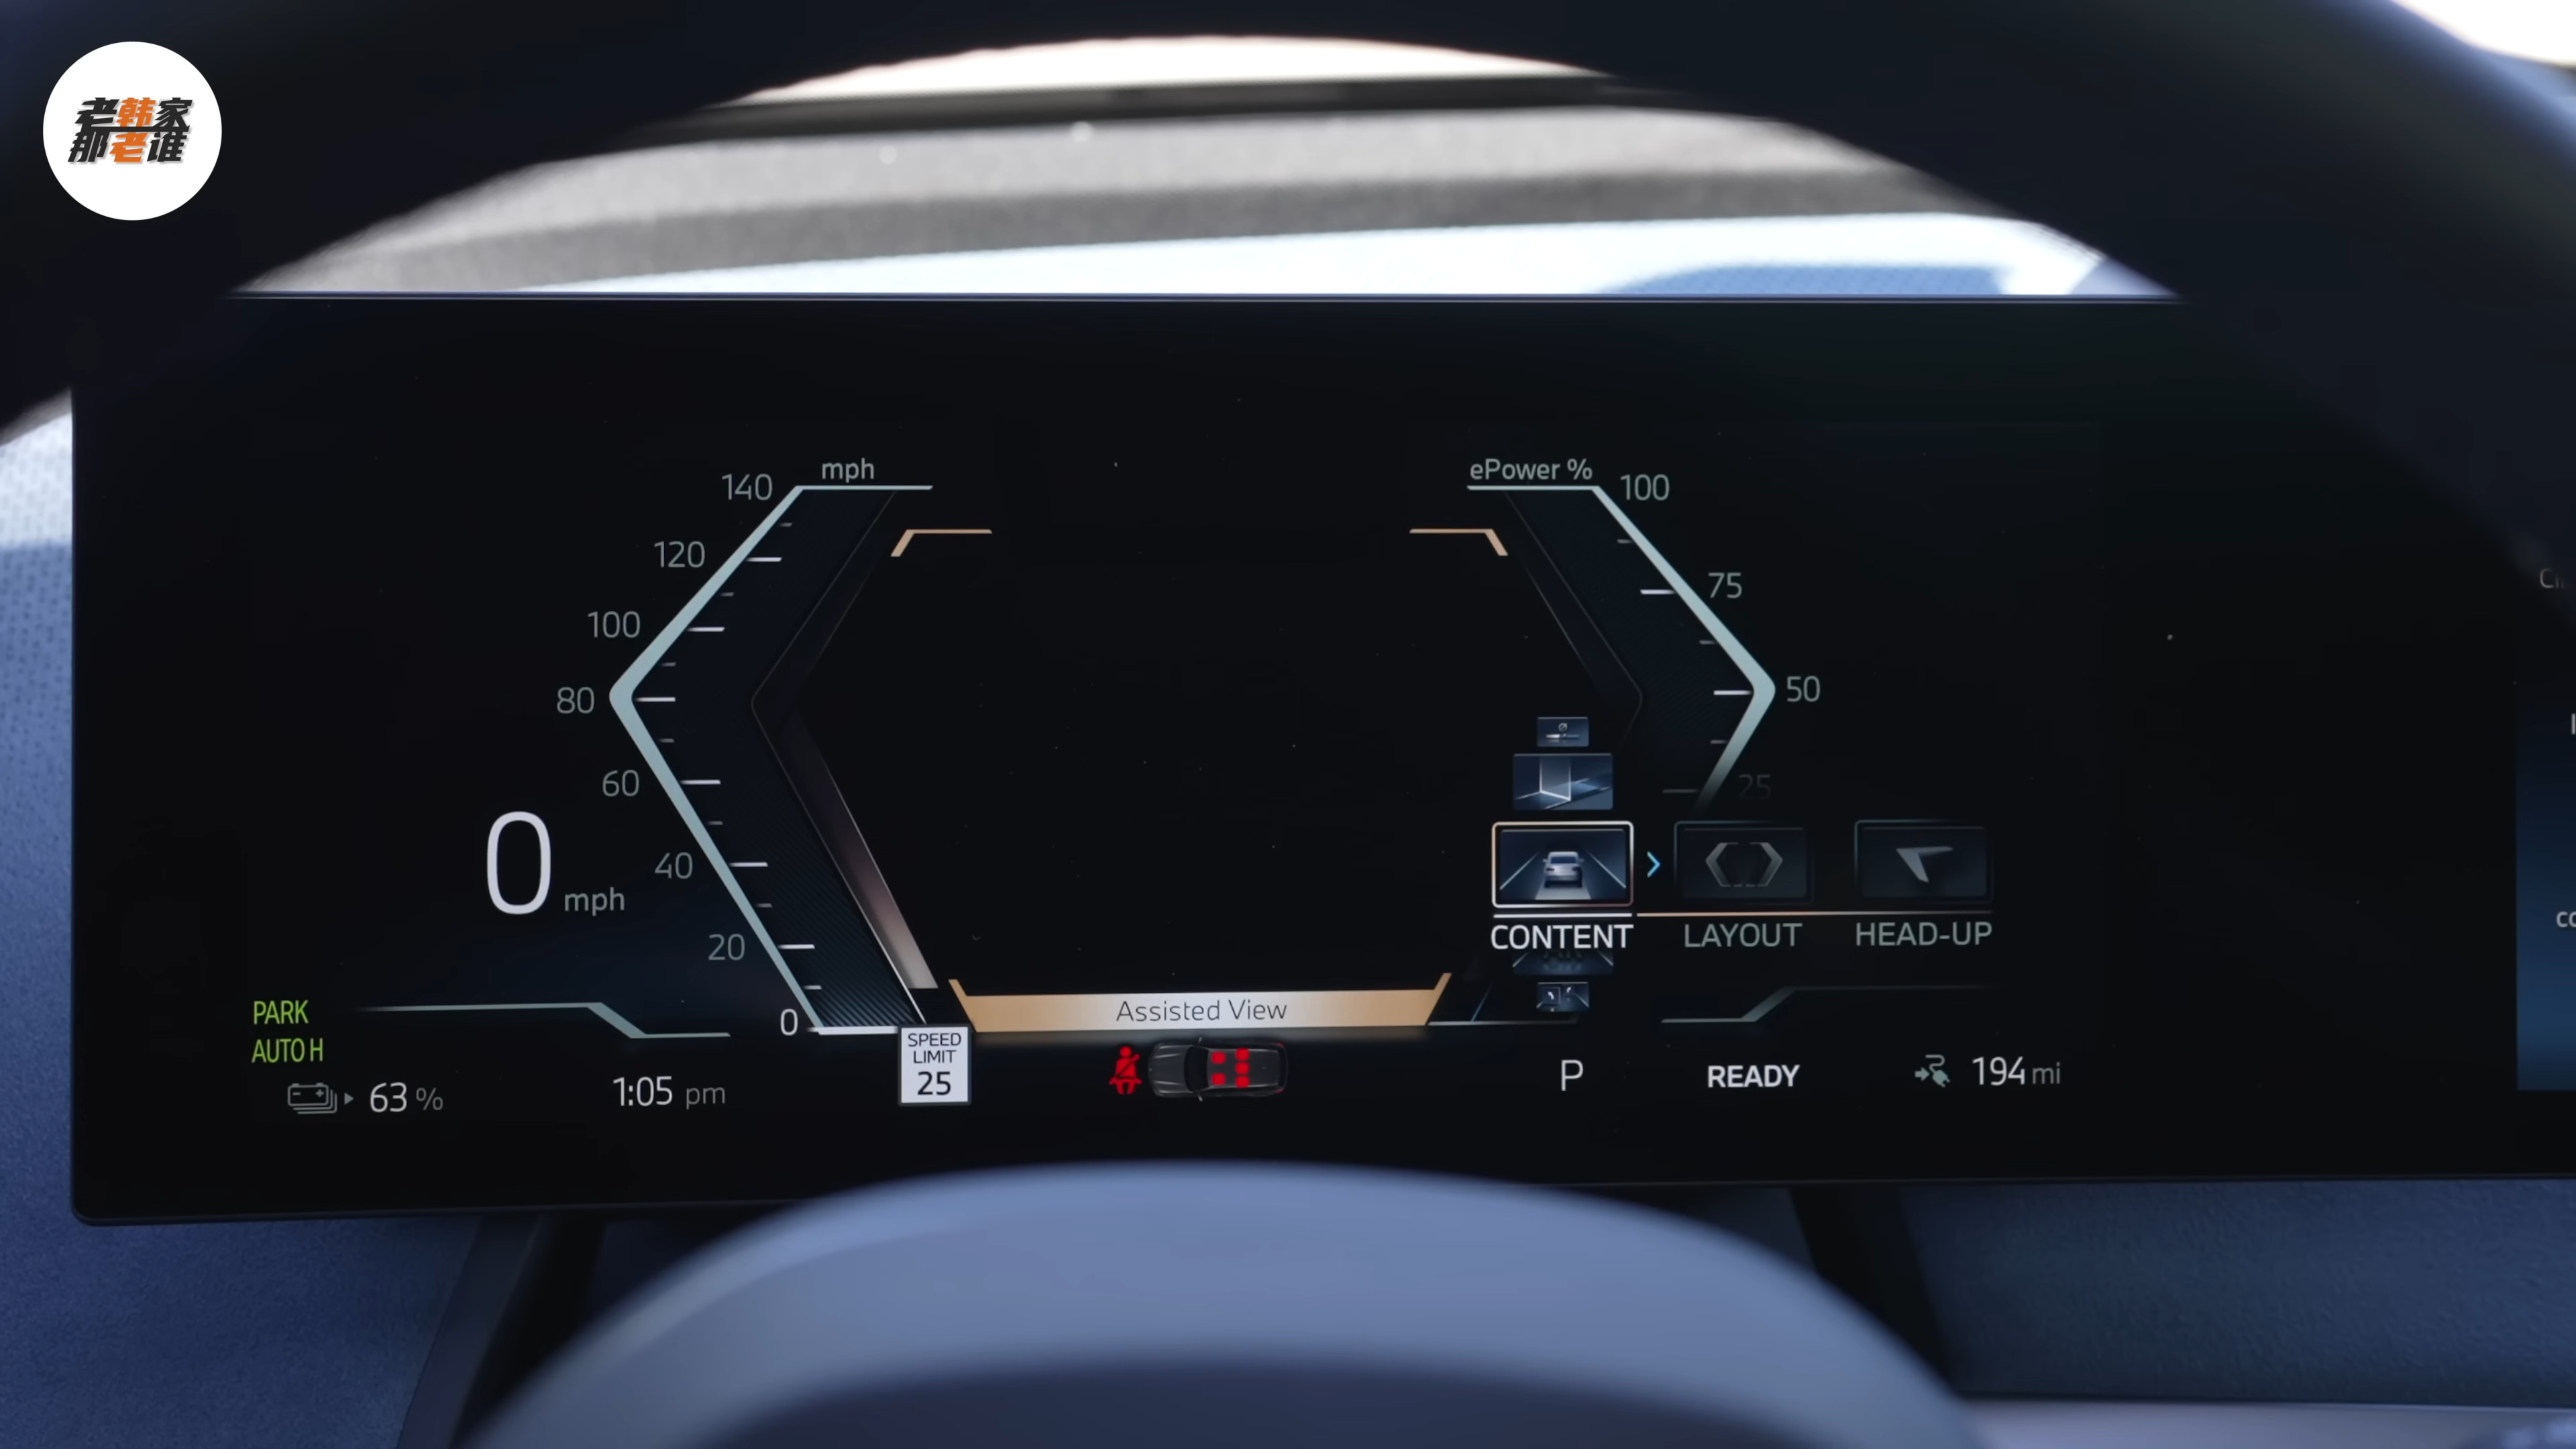 老韩家
那老谁
mph
140
120
100
80
60
40
20
0
0 mph
ePower %
100
75
50
25
CONTENT
LAYOUT
HEAD-UP
Assisted View
PARK
AUTO H
63 %
1:05 pm
SPEED
LIMIT
25
P
READY
194 mi